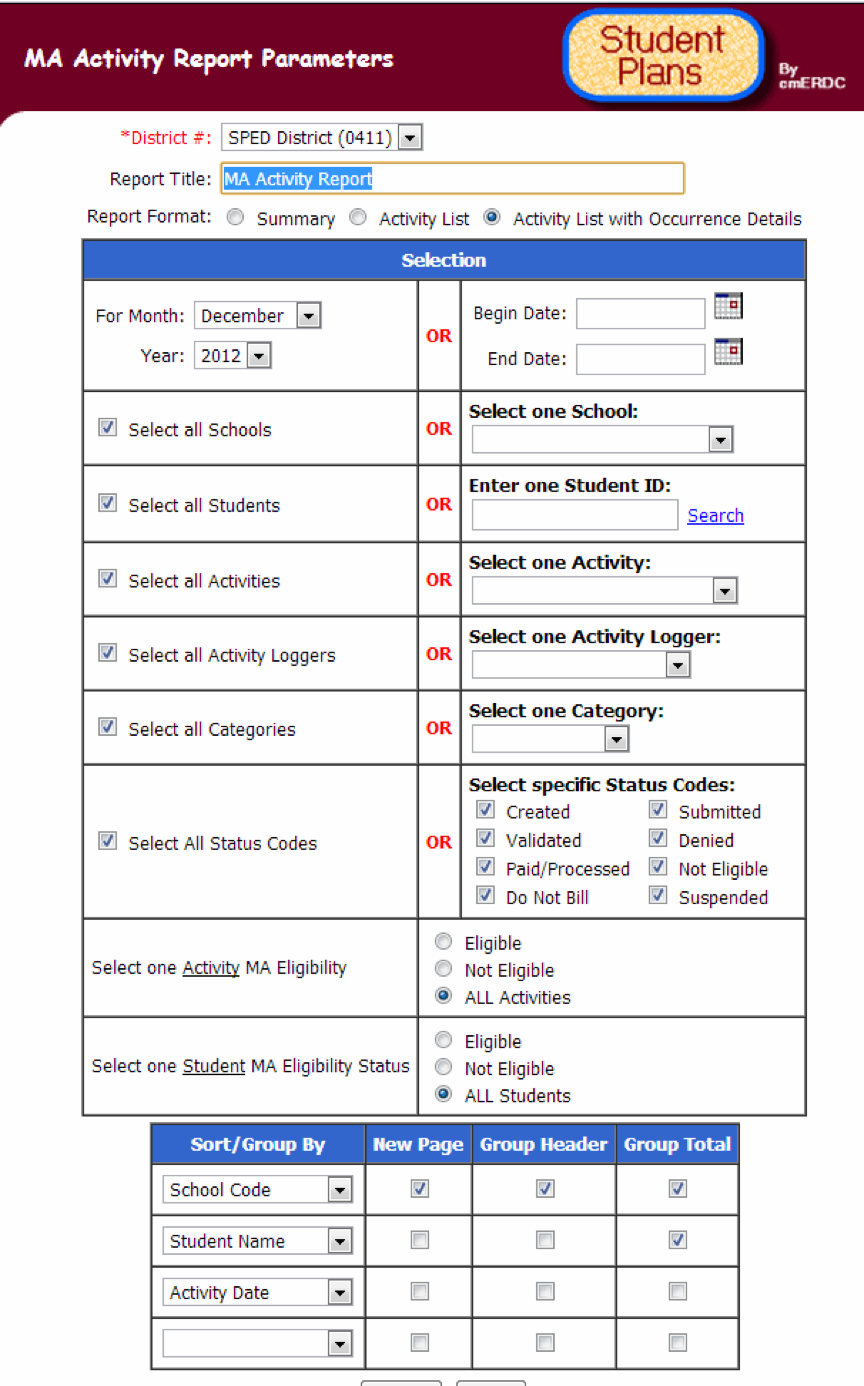 MA Activity Report Parameters
Student
Plans
By
cmERDC
*District #: SPED District (0411)
Report Title: MA Activity Report
Report Format: Summary Activity List Activity List with Occurrence Details
Selection
For Month: December
Year: 2012
OR
Begin Date:
End Date:
Select all Schools
OR
Select one School:
Select all Students
OR
Enter one Student ID:
Search
Select all Activities
OR
Select one Activity:
Select all Activity Loggers
OR
Select one Activity Logger:
Select all Categories
OR
Select one Category:
Select All Status Codes
OR
Select specific Status Codes:
Created Submitted
Validated Denied
Paid/Processed Not Eligible
Do Not Bill Suspended
Select one Activity MA Eligibility
Eligible
Not Eligible
ALL Activities
Select one Student MA Eligibility Status
Eligible
Not Eligible
ALL Students
Sort/Group By New Page Group Header Group Total
School Code
Student Name
Activity Date